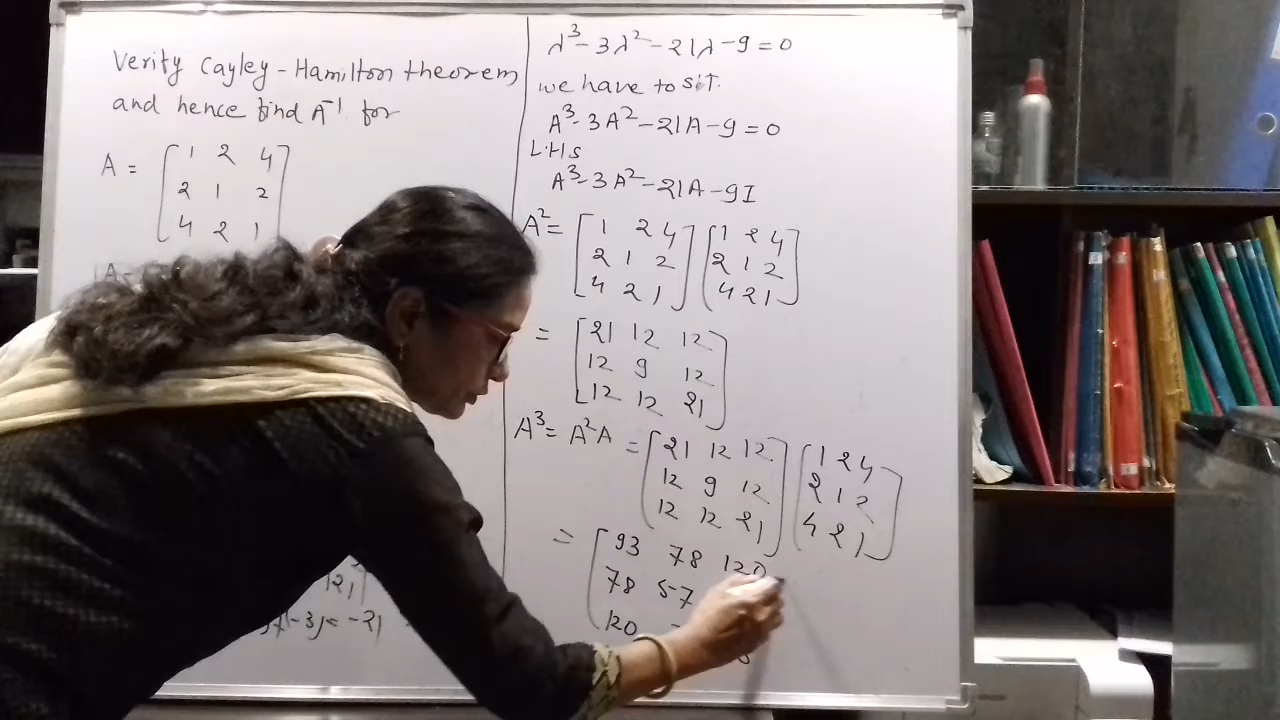 Verify Cayley-Hamilton theorem
and hence find A⁻¹ for
A = [1 2 4
2 1 2
4 2 1]
-3) = -21
λ³-3λ²-21λ-9=0
we have to S.T.
A³-3A²-21A-9=0
LHS
A³-3A²-21A-9I
A² = [1 2 4 [1 2 4
2 1 2 2 1 2
4 2 1] 4 2 1]
= [21 12 12
12 9 12
12 12 21]
A³ = A²A = [21 12 12 [1 2 4
12 9 12 2 1 2
12 12 21] 4 2 1]
= [93 78 120
78 57
120